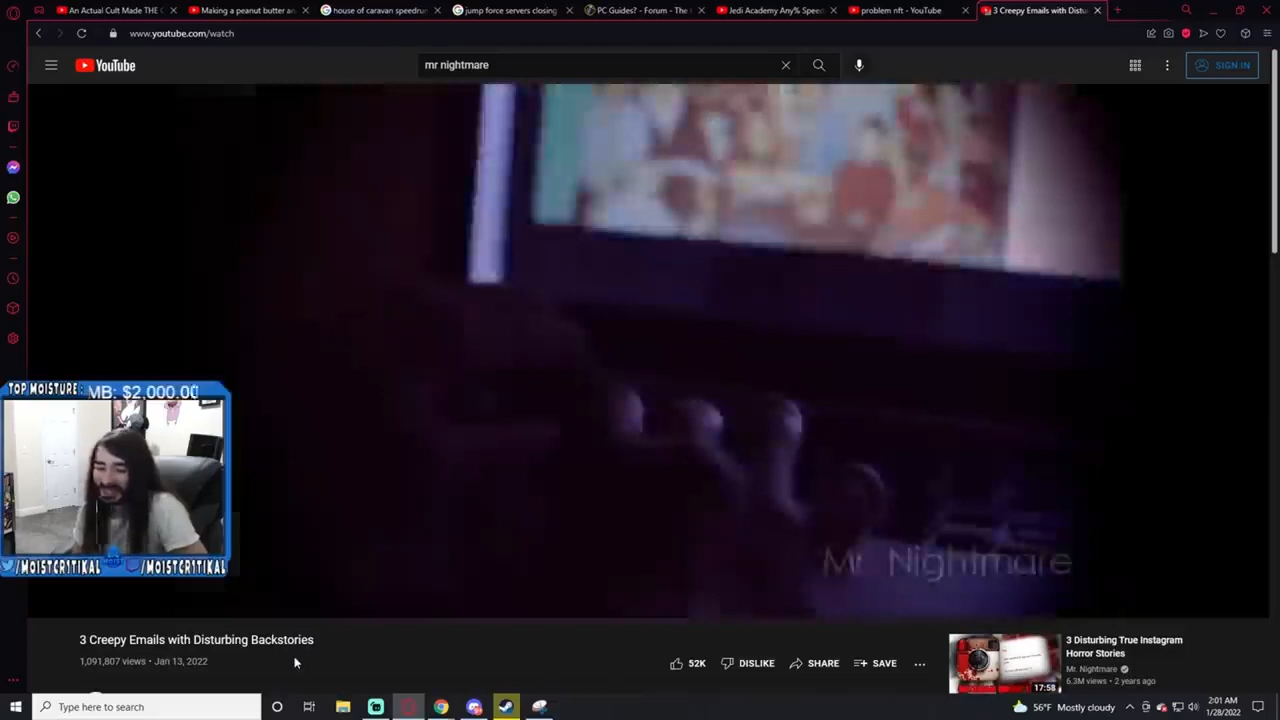 An Actual Cult Made THE C
Making a peanut butter an
house of caravan speedrun
jump force servers closing
PC Guides? - Forum - The
Jedi Academy Any% Speed
problem nft - YouTube
3 Creepy Emails with Distu
www.youtube.com/watch
YouTube
mr nightmare
SIGN IN
TOP MOISTURE:
MB: $2,000.00
/MOISTCR1TIKAL
/MOISTCR1TIKAL
Mr. Nightmare
3 Creepy Emails with Disturbing Backstories
1,091,807 views • Jan 13, 2022
52K
DISLIKE
SHARE
SAVE
3 Disturbing True Instagram
Horror Stories
Mr. Nightmare
6.3M views • 2 years ago
17:58
Type here to search
56°F Mostly cloudy
2:01 AM
1/28/2022